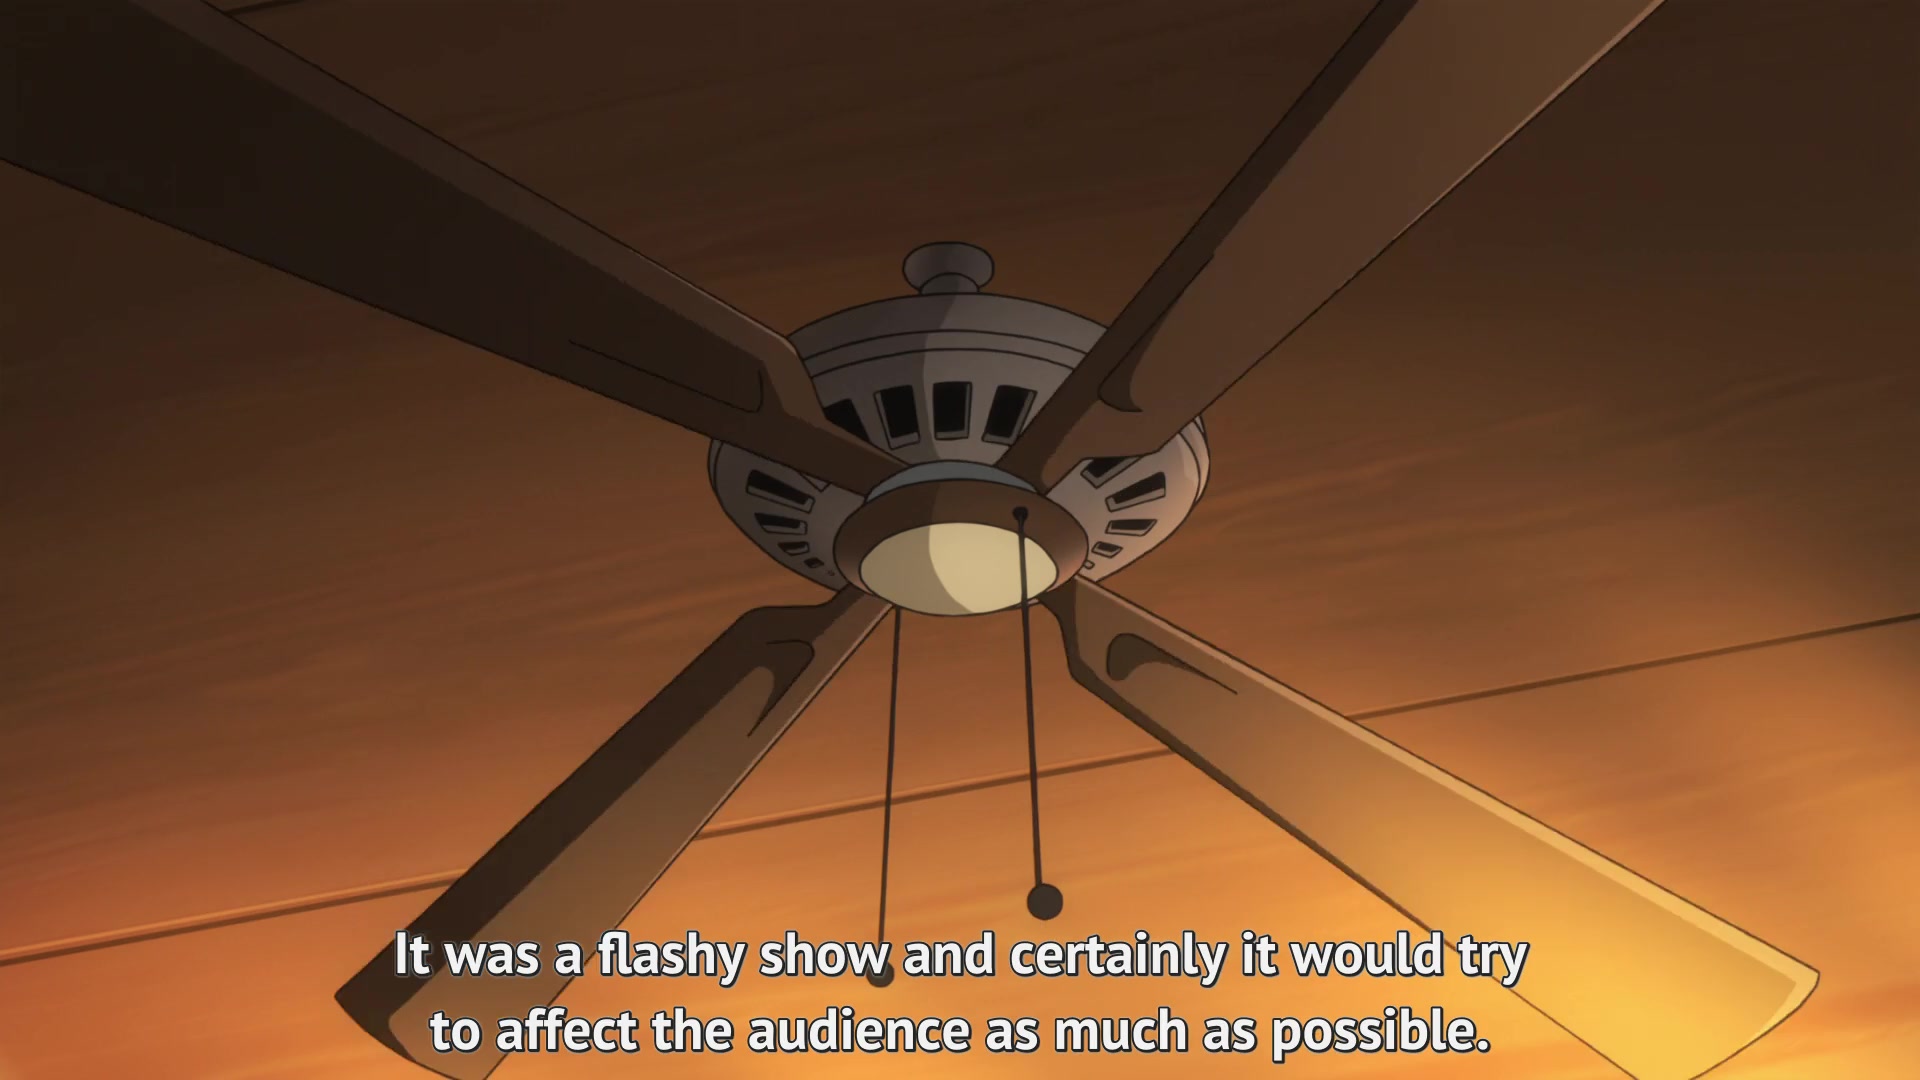 It was a flashy show and certainly it would try
to affect the audience as much as possible.